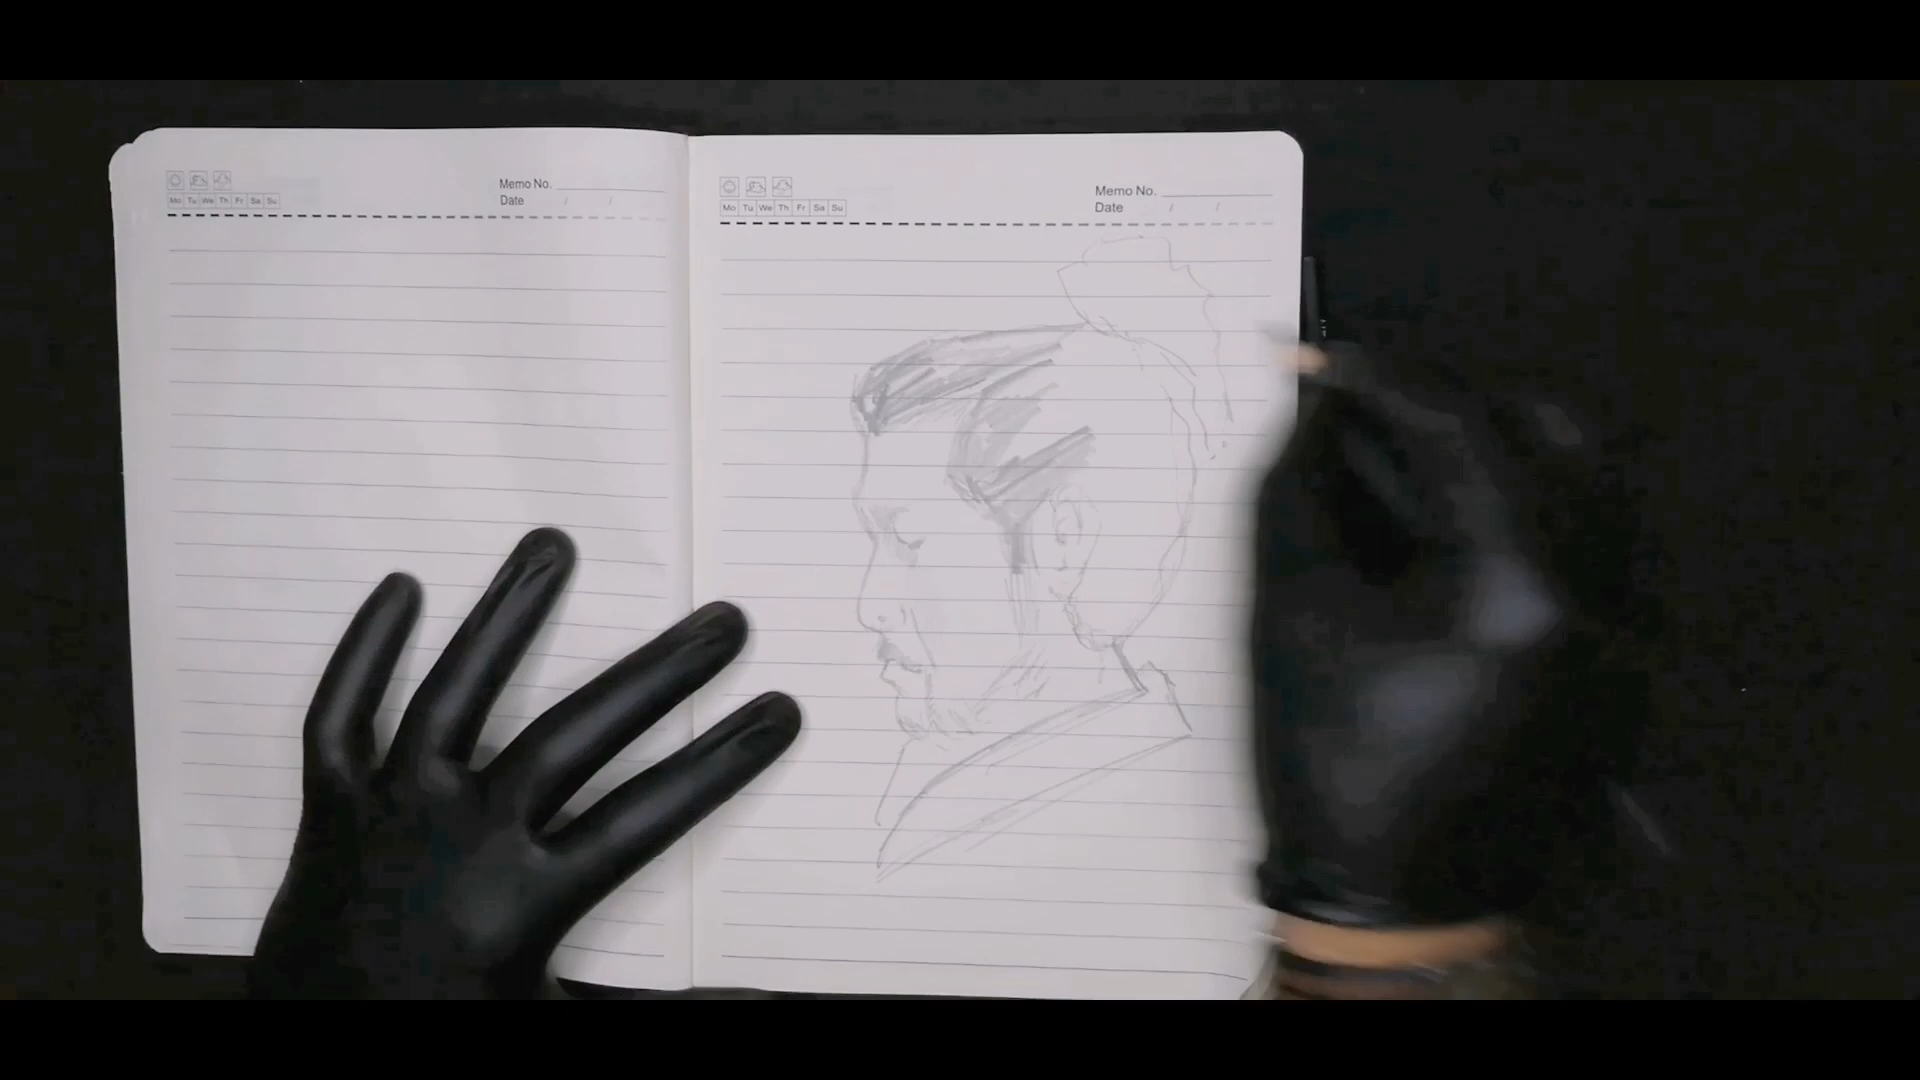 Memo No.
Mo Tu We Th Fr Sa Su
Date / /
Memo No.
Mo Tu We Th Fr Sa Su
Date / /